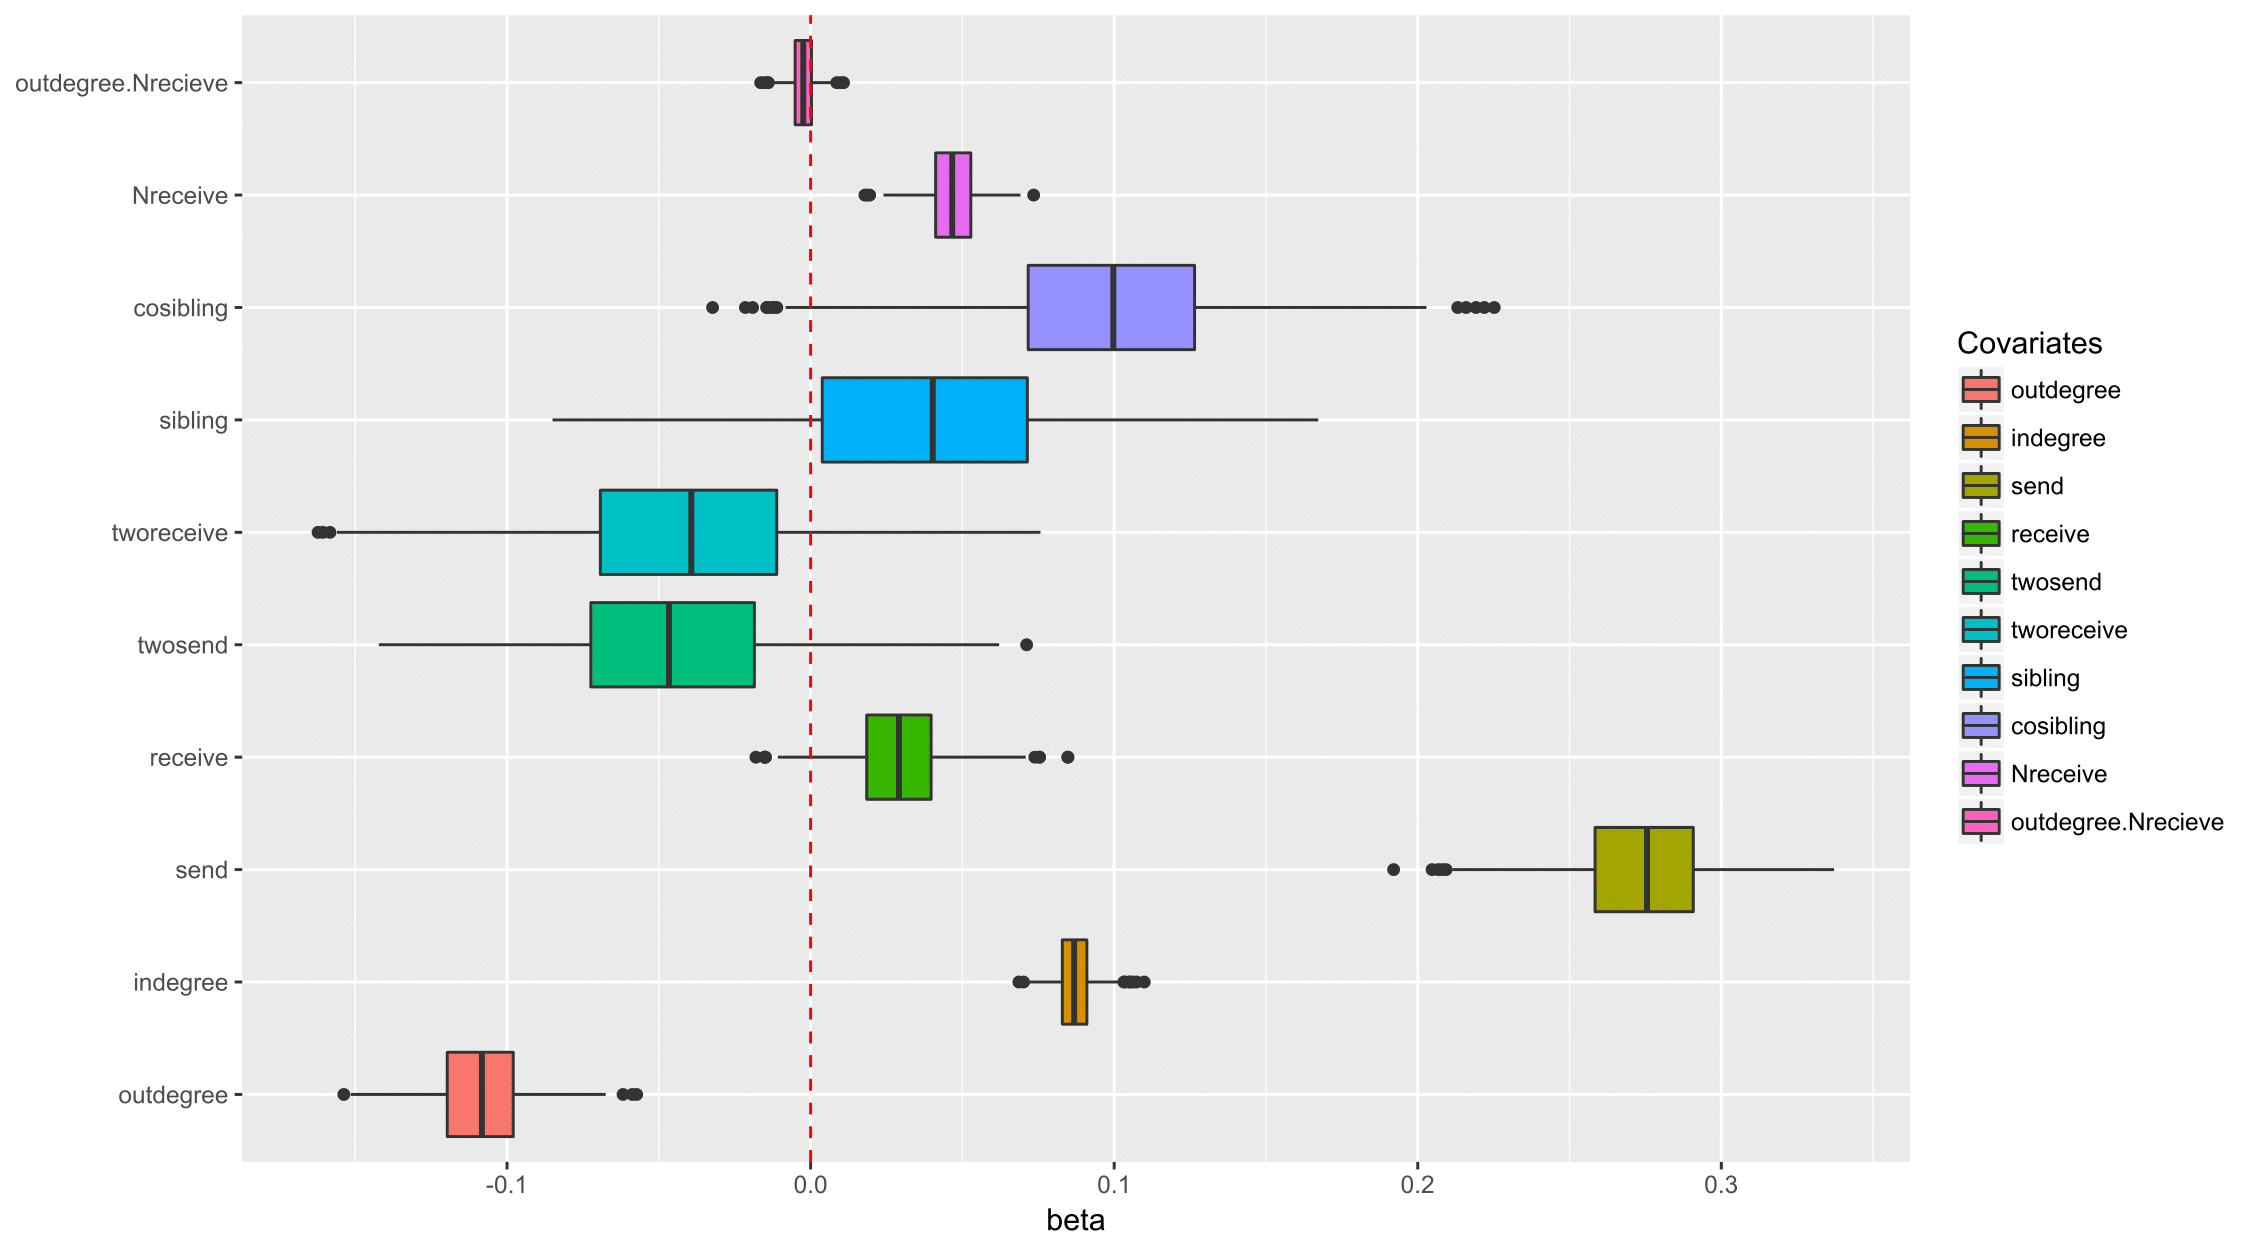 outdegree.Nrecieve
Nreceive
cosibling
sibling
tworeceive
twosend
receive
send
indegree
outdegree
-0.1 0.0 0.1 0.2 0.3
beta
Covariates
outdegree
indegree
send
receive
twosend
tworeceive
sibling
cosibling
Nreceive
outdegree.Nrecieve